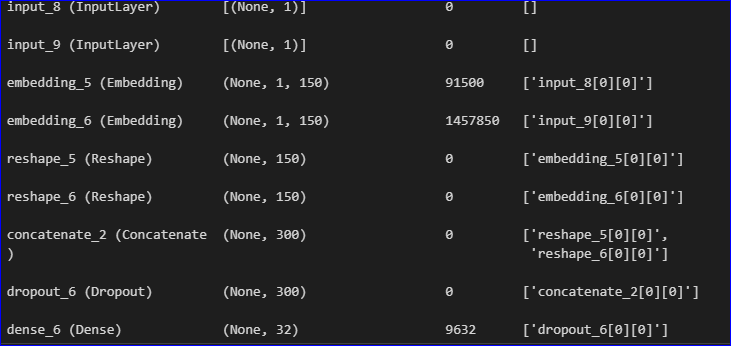 input_8 (InputLayer) [(None, 1)] 0 []
input_9 (InputLayer) [(None, 1)] 0 []
embedding_5 (Embedding) (None, 1, 150) 91500 ['input_8[0][0]']
embedding_6 (Embedding) (None, 1, 150) 1457850 ['input_9[0][0]']
reshape_5 (Reshape) (None, 150) 0 ['embedding_5[0][0]']
reshape_6 (Reshape) (None, 150) 0 ['embedding_6[0][0]']
concatenate_2 (Concatenate (None, 300) 0 ['reshape_5[0][0]',
) 'reshape_6[0][0]']
dropout_6 (Dropout) (None, 300) 0 ['concatenate_2[0][0]']
dense_6 (Dense) (None, 32) 9632 ['dropout_6[0][0]']